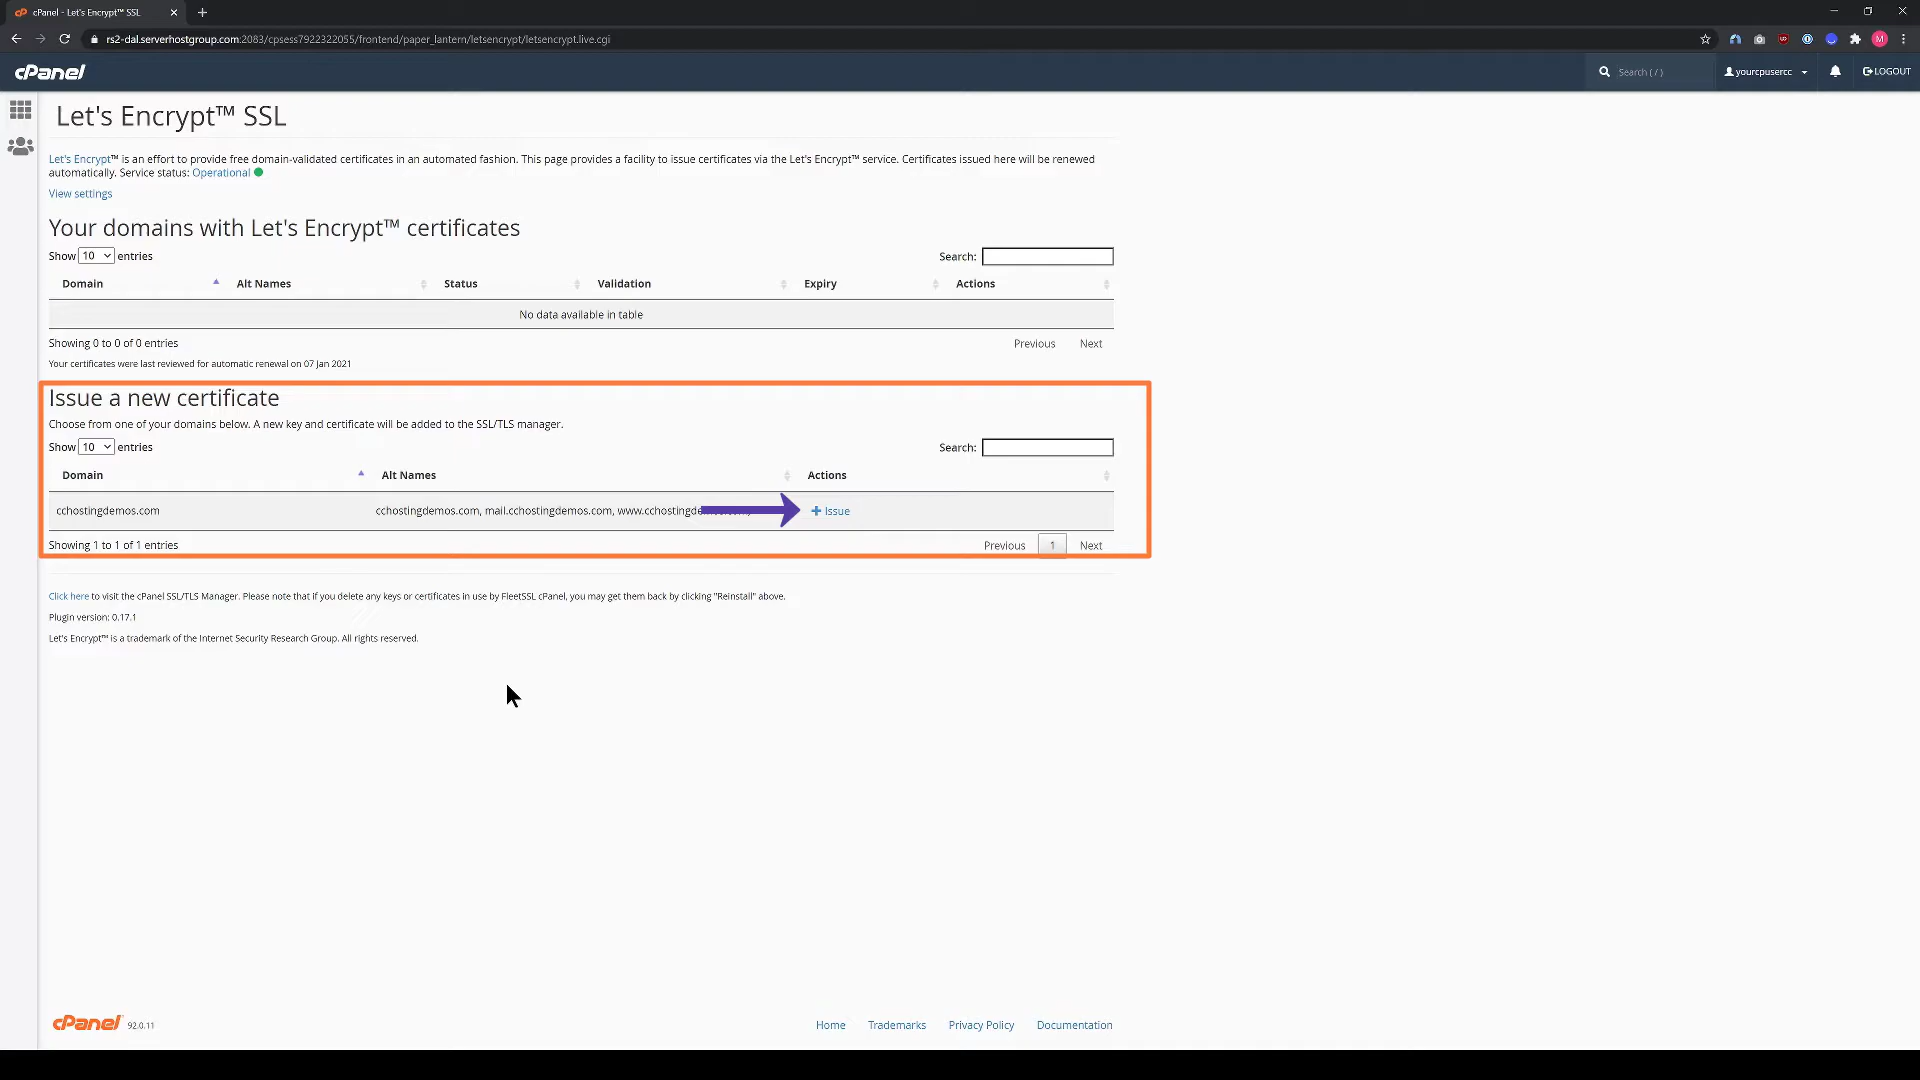 cPanel - Let's Encrypt™ SSL
rs2-dal.serverhostgroup.com:2083/cpsess7922322055/frontend/paper_lantern/letsencrypt/letsencrypt.live.cgi
M
cPanel
Search ( / )
yourcpusercc
LOGOUT
Let's Encrypt™ SSL
Let's Encrypt™ is an effort to provide free domain-validated certificates in an automated fashion. This page provides a facility to issue certificates via the Let's Encrypt™ service. Certificates issued here will be renewed
automatically. Service status: Operational
View settings
Your domains with Let's Encrypt™ certificates
Show 10 entries
Search:
Domain Alt Names Status Validation Expiry Actions
No data available in table
Showing 0 to 0 of 0 entries
Previous Next
Your certificates were last reviewed for automatic renewal on 07 Jan 2021
Issue a new certificate
Choose from one of your domains below. A new key and certificate will be added to the SSL/TLS manager.
Show 10 entries
Search:
Domain Alt Names Actions
cchostingdemos.com cchostingdemos.com, mail.cchostingdemos.com, + Issue
Showing 1 to 1 of 1 entries
Previous 1 Next
Click here to visit the cPanel SSL/TLS Manager. Please note that if you delete any keys or certificates in use by FleetSSL cPanel, you may get them back by clicking "Reinstall" above.
Plugin version: 0.17.1
Let's Encrypt™ is a trademark of the Internet Security Research Group. All rights reserved.
cPanel 92.0.11
Home Trademarks Privacy Policy Documentation